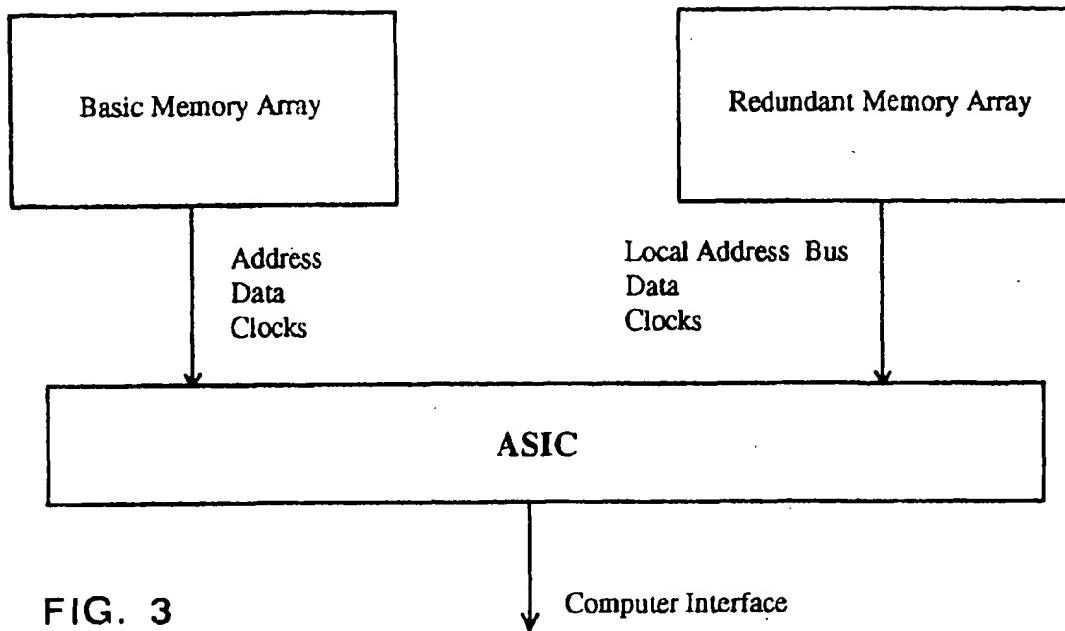 Basic Memory Array
Redundant Memory Array
Address
Data
Clocks
Local Address Bus
Data
Clocks
ASIC
Computer Interface
FIG. 3